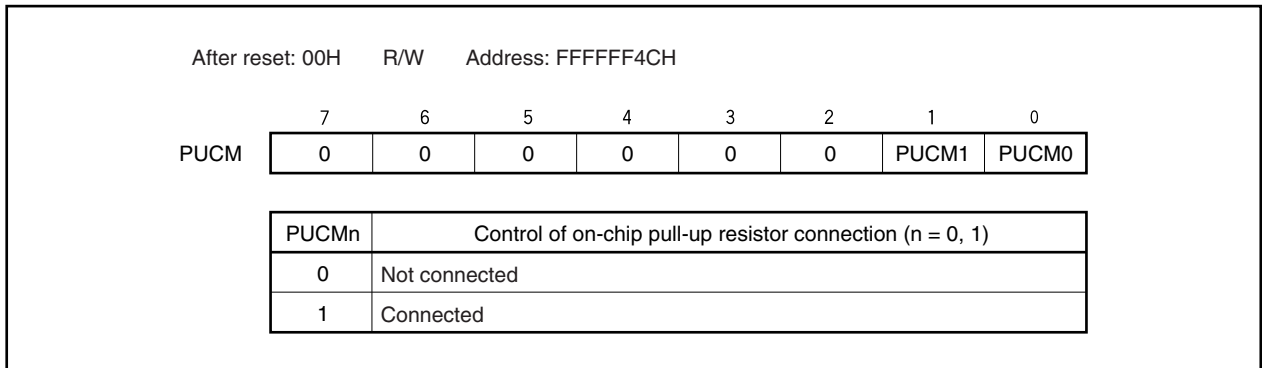 After reset: 00H R/W Address: FFFFFF4CH
7 6 5 4 3 2 1 0
PUCM 0 0 0 0 0 0 PUCM1 PUCM0
PUCMn Control of on-chip pull-up resistor connection (n = 0, 1)
0 Not connected
1 Connected